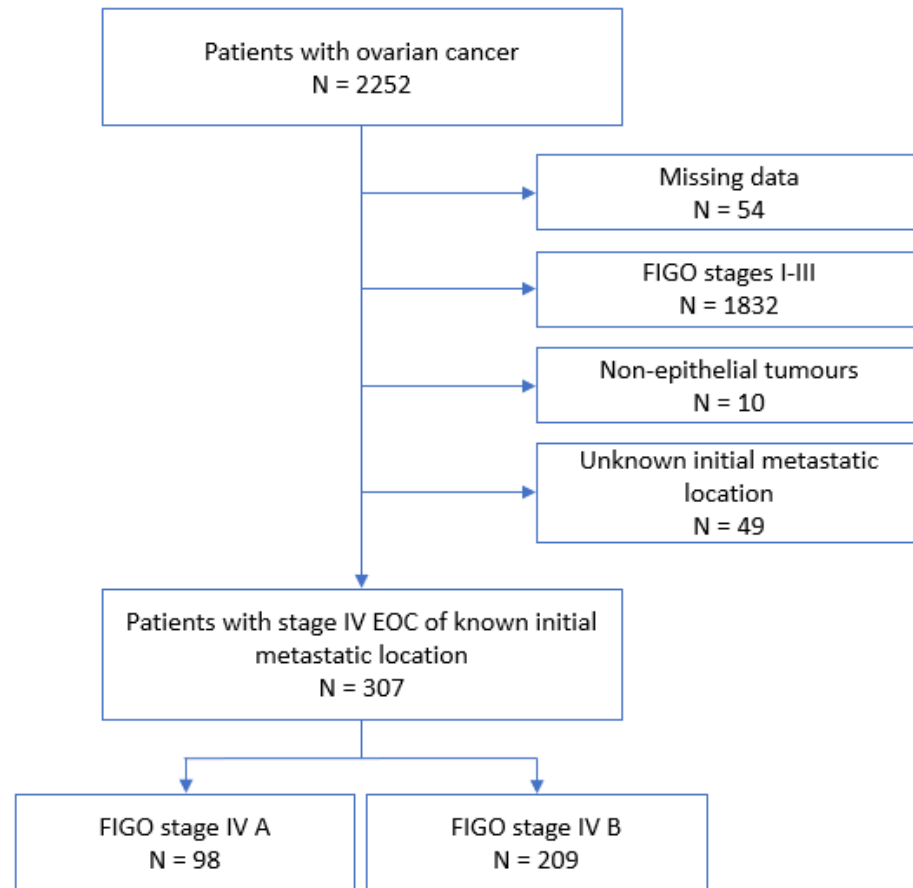 Patients with ovarian cancer
N = 2252
Missing data
N = 54
FIGO stages I-III
N = 1832
Non-epithelial tumours
N = 10
Unknown initial metastatic
location
N = 49
Patients with stage IV EOC of known initial
metastatic location
N = 307
FIGO stage IV A
N = 98
FIGO stage IV B
N = 209